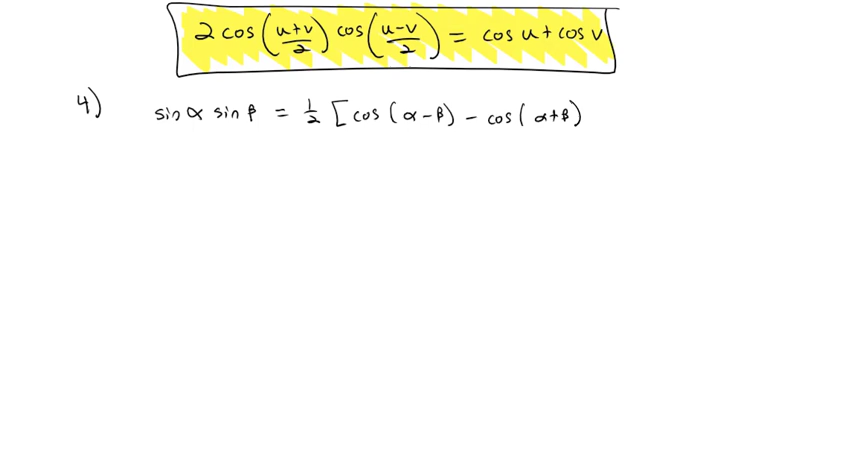 2 cos(u+v/2) cos(u-v/2) = cos u + cos v
4) sin α sin β = 1/2 [cos(α-β) - cos(α+β)